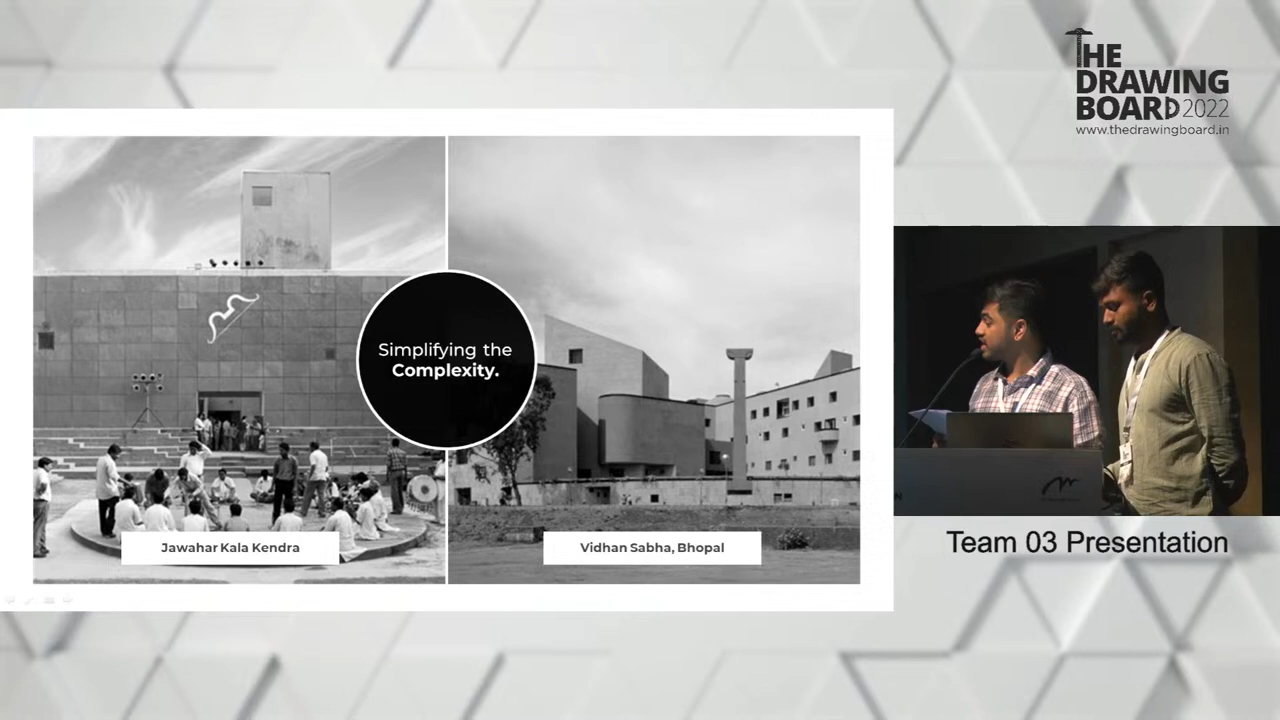 THE
DRAWING
BOARD 2022
www.thedrawingboard.in
Simplifying the
Complexity.
Jawahar Kala Kendra
Vidhan Sabha, Bhopal
Team 03 Presentation